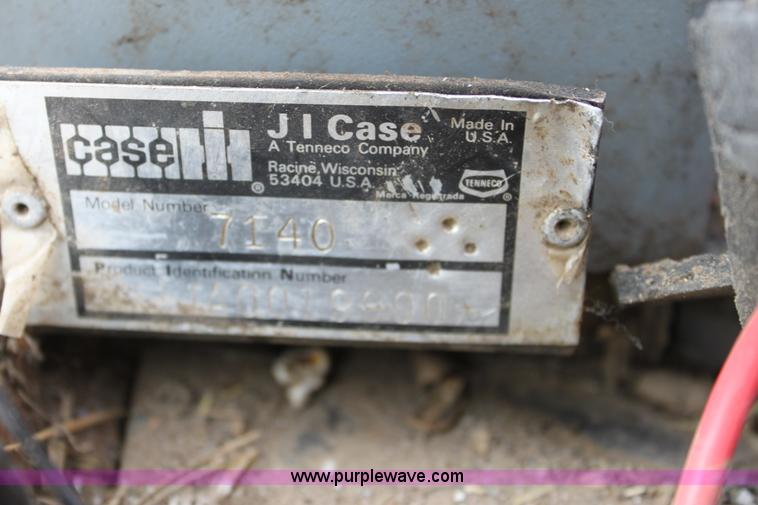 case ih
®
J I Case
A Tenneco Company
Racine, Wisconsin
53404 U.S.A.
Made In
U.S.A.
TENNECO
®
Marca Registrada
Model Number
7140
Product Identification Number
www.purplewave.com